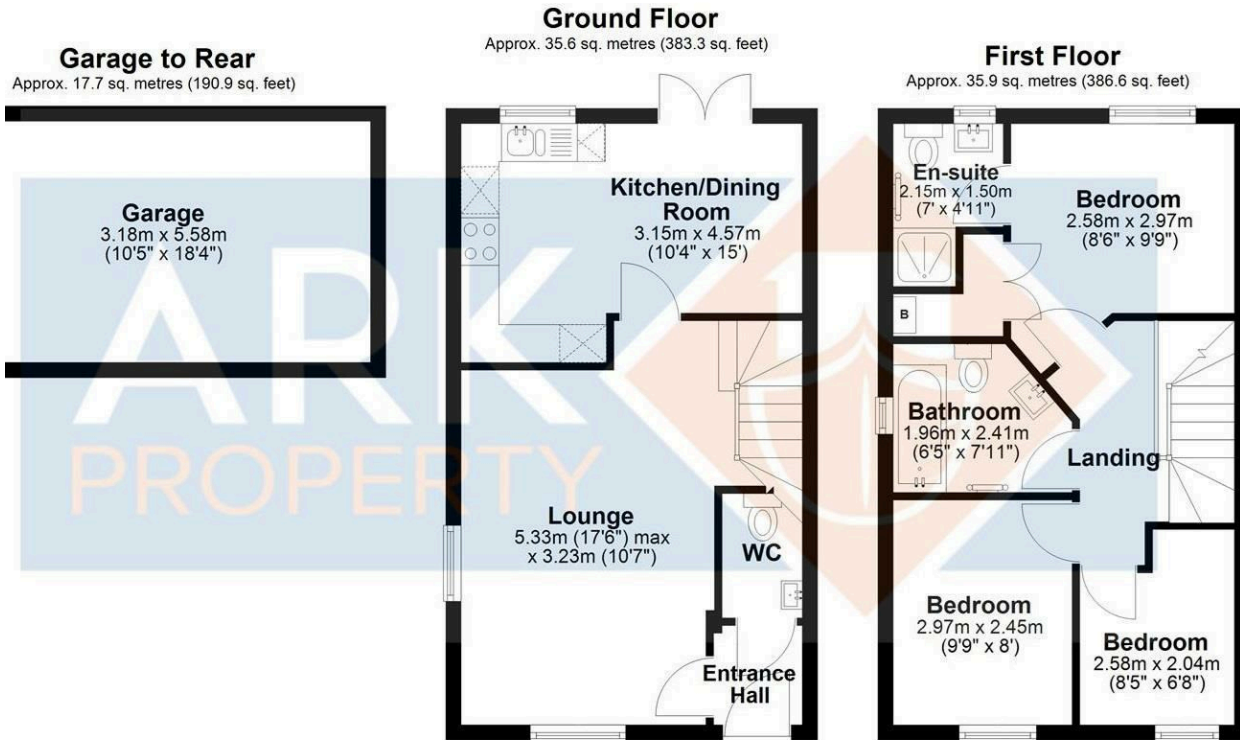 Garage to Rear
Approx. 17.7 sq. metres (190.9 sq. feet)
Garage
3.18m x 5.58m
(10'5" x 18'4")
Ground Floor
Approx. 35.6 sq. metres (383.3 sq. feet)
Kitchen/Dining
Room
3.15m x 4.57m
(10'4" x 15')
Lounge
5.33m (17'6") max
x 3.23m (10'7")
WC
Entrance
Hall
First Floor
Approx. 35.9 sq. metres (386.6 sq. feet)
En-suite
2.15m x 1.50m
(7' x 4'11")
Bedroom
2.58m x 2.97m
(8'6" x 9'9")
B
Bathroom
1.96m x 2.41m
(6'5" x 7'11")
Landing
Bedroom
2.97m x 2.45m
(9'9" x 8')
Bedroom
2.58m x 2.04m
(8'5" x 6'8")
ARK
PROPERTY